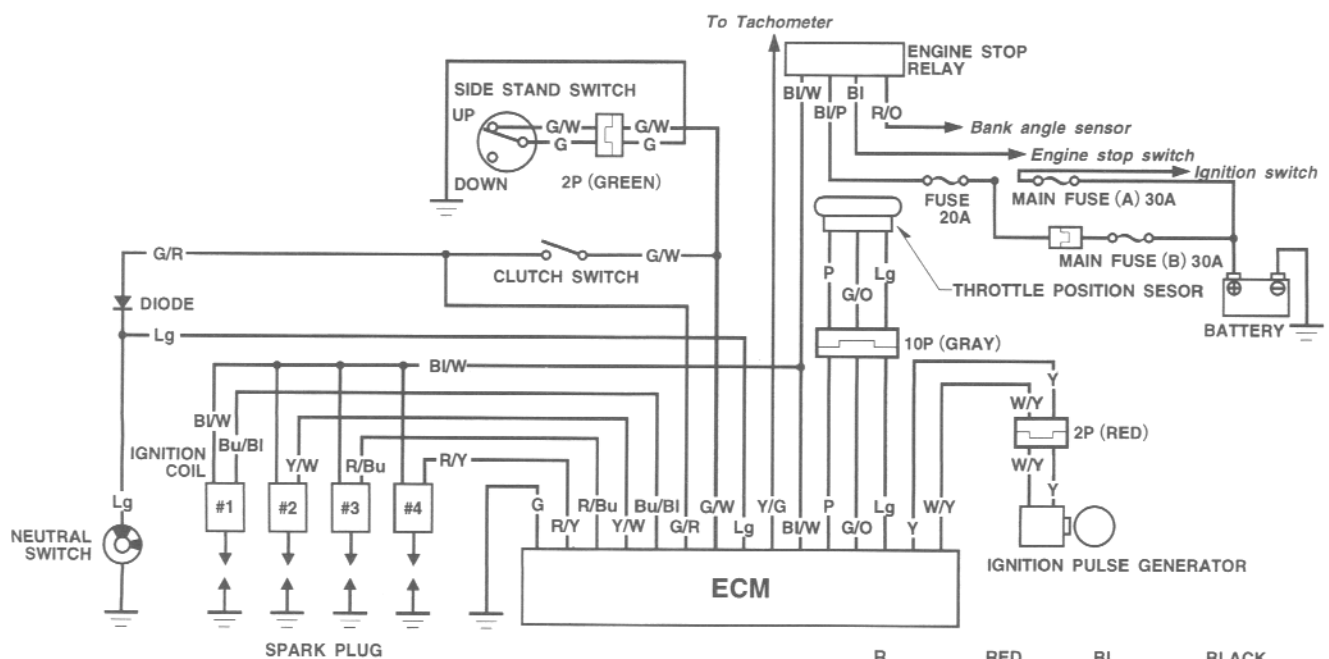 To Tachometer
ENGINE STOP
RELAY
Bl/W
Bl/P
Bl
R/O
Bank angle sensor
Engine stop switch
Ignition switch
SIDE STAND SWITCH
UP
G/W
G/W
G
G
DOWN
2P (GREEN)
FUSE
20A
MAIN FUSE (A) 30A
MAIN FUSE (B) 30A
BATTERY
G/R
CLUTCH SWITCH
G/W
P
G/O
Lg
THROTTLE POSITION SESOR
DIODE
Lg
10P (GRAY)
Bl/W
Bl/W
Bu/Bl
Y/W
R/Bu
R/Y
IGNITION
COIL
#1
#2
#3
#4
Y
W/Y
2P (RED)
W/Y
Y
Lg
NEUTRAL
SWITCH
G
R/Y
R/Bu
Y/W
Bu/Bl
G/R
G/W
Lg
Y/G
Bl/W
P
G/O
Lg
Y
W/Y
IGNITION PULSE GENERATOR
ECM
SPARK PLUG
R RED Bl BLACK